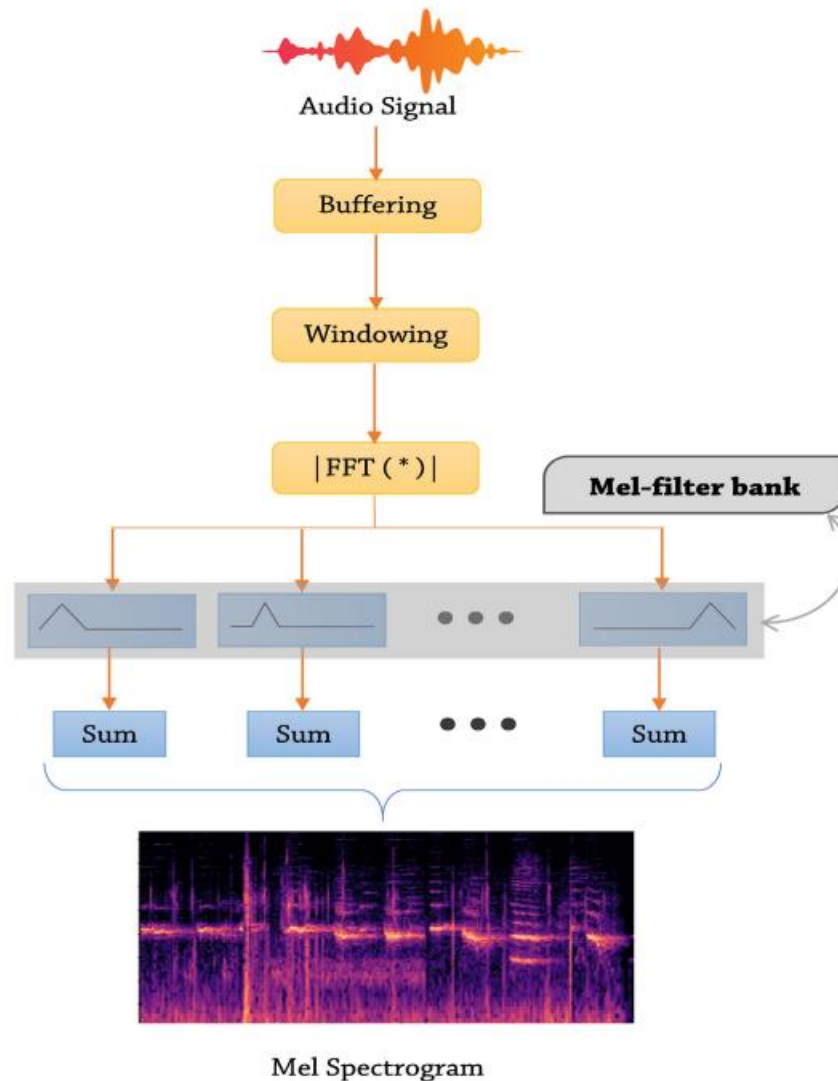 Audio Signal
Buffering
Windowing
|FFT (*)|
Mel-filter bank
Sum Sum Sum
Mel Spectrogram